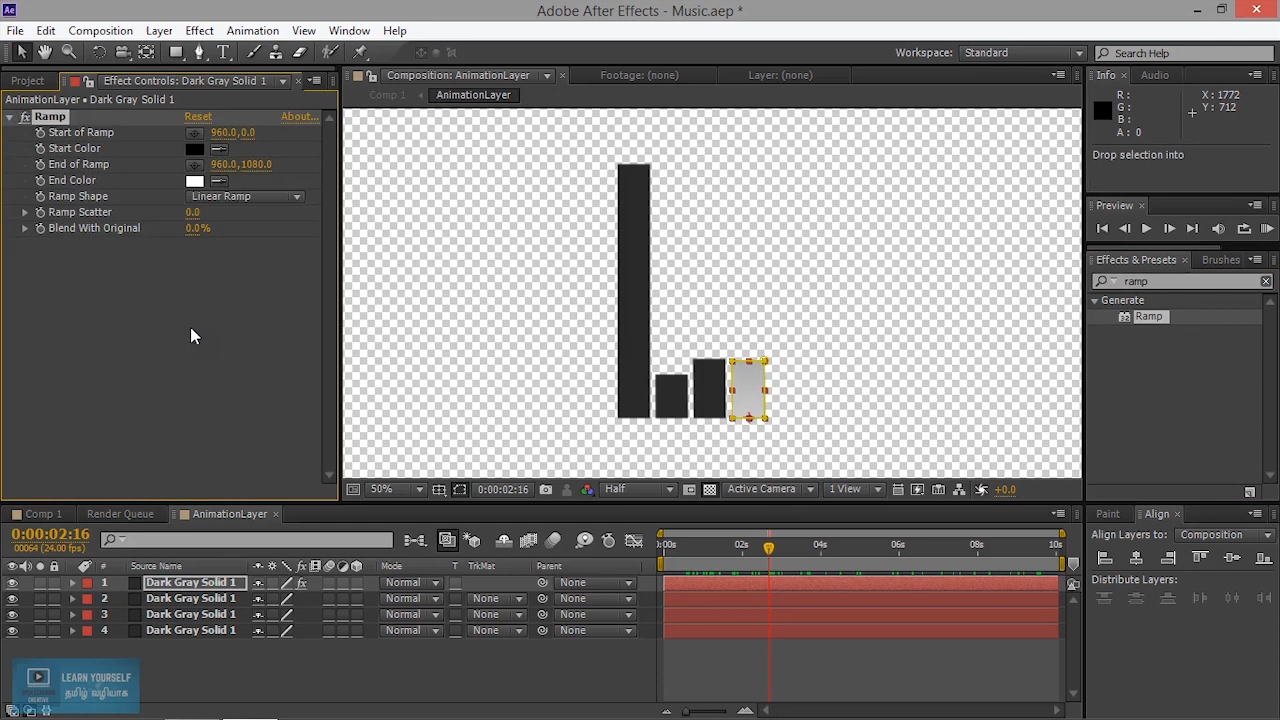 Ae
Adobe After Effects - Music.aep *
File Edit Composition Layer Effect Animation View Window Help
Workspace: Standard
Search Help
Project
Effect Controls: Dark Gray Solid 1
AnimationLayer • Dark Gray Solid 1
fx Ramp Reset About...
Start of Ramp 960.0,0.0
Start Color
End of Ramp 960.0,1080.0
End Color
Ramp Shape Linear Ramp
Ramp Scatter 0.0
Blend With Original 0.0%
Composition: AnimationLayer
Footage: (none)
Layer: (none)
Comp 1
AnimationLayer
50%
0:00:02:16
Half
Active Camera
1 View
+0.0
Info
Audio
R :
G :
B :
A : 0
X : 1772
Y : 712
Drop selection into
Preview
Effects & Presets
Brushes
ramp
Generate
32
Ramp
Comp 1
Render Queue
AnimationLayer
0:00:02:16
00064 (24.00 fps)
:00s 02s 04s 06s 08s 10s
# Source Name fx Mode T TrkMat Parent
1 Dark Gray Solid 1 fx Normal None
2 Dark Gray Solid 1 Normal None None
3 Dark Gray Solid 1 Normal None None
4 Dark Gray Solid 1 Normal None None
Paint
Align
Align Layers to: Composition
Distribute Layers:
LEARN YOURSELF
தமிழ் வழியாக
CREATIVE